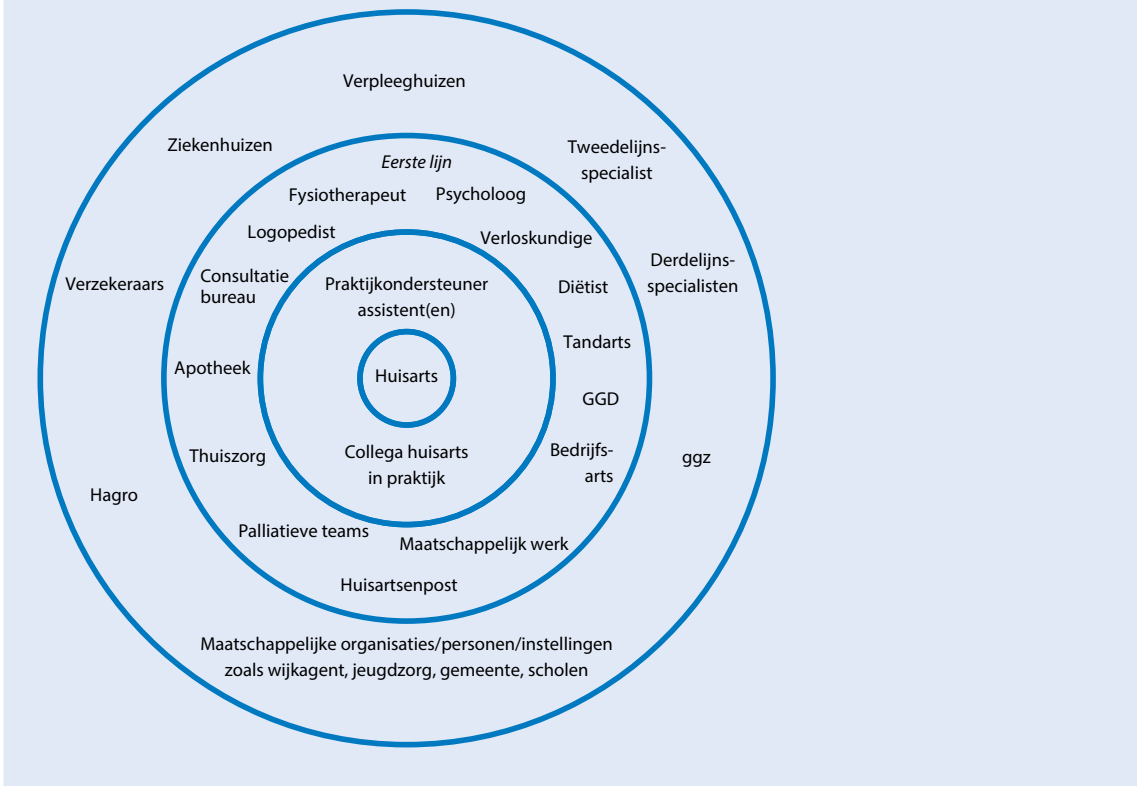 Verpleeghuizen
Ziekenhuizen
Tweedelijns-
specialist
Eerste lijn
Fysiotherapeut
Psycholoog
Logopedist
Verloskundige
Derdelijns-
specialisten
Verzekeraars
Consultatie
bureau
Praktijkondersteuner
assistent(en)
Diëtist
Tandarts
Apotheek
Huisarts
GGD
Thuiszorg
Collega huisarts
in praktijk
Bedrijfs-
arts
ggz
Hagro
Palliatieve teams
Maatschappelijk werk
Huisartsenpost
Maatschappelijke organisaties/personen/instellingen
zoals wijkagent, jeugdzorg, gemeente, scholen